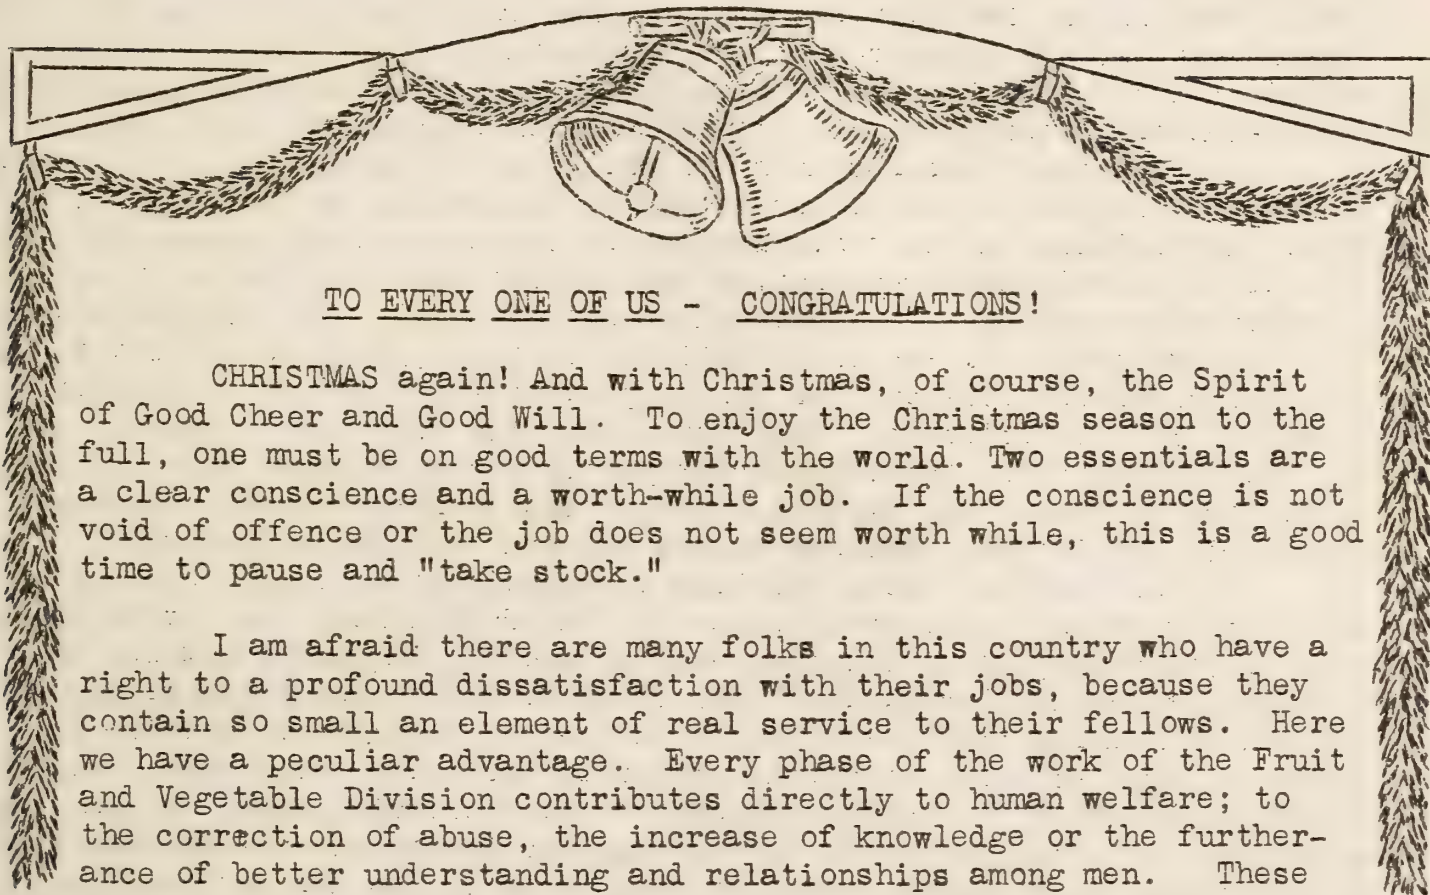 TO EVERY ONE OF US - CONGRATULATIONS!
CHRISTMAS again! And with Christmas, of course, the Spirit
of Good Cheer and Good Will. To enjoy the Christmas season to the
full, one must be on good terms with the world. Two essentials are
a clear conscience and a worth-while job. If the conscience is not
void of offence or the job does not seem worth while, this is a good
time to pause and "take stock."
I am afraid there are many folks in this country who have a
right to a profound dissatisfaction with their jobs, because they
contain so small an element of real service to their fellows. Here
we have a peculiar advantage. Every phase of the work of the Fruit
and Vegetable Division contributes directly to human welfare; to
the correction of abuse, the increase of knowledge or the further-
ance of better understanding and relationships among men. These